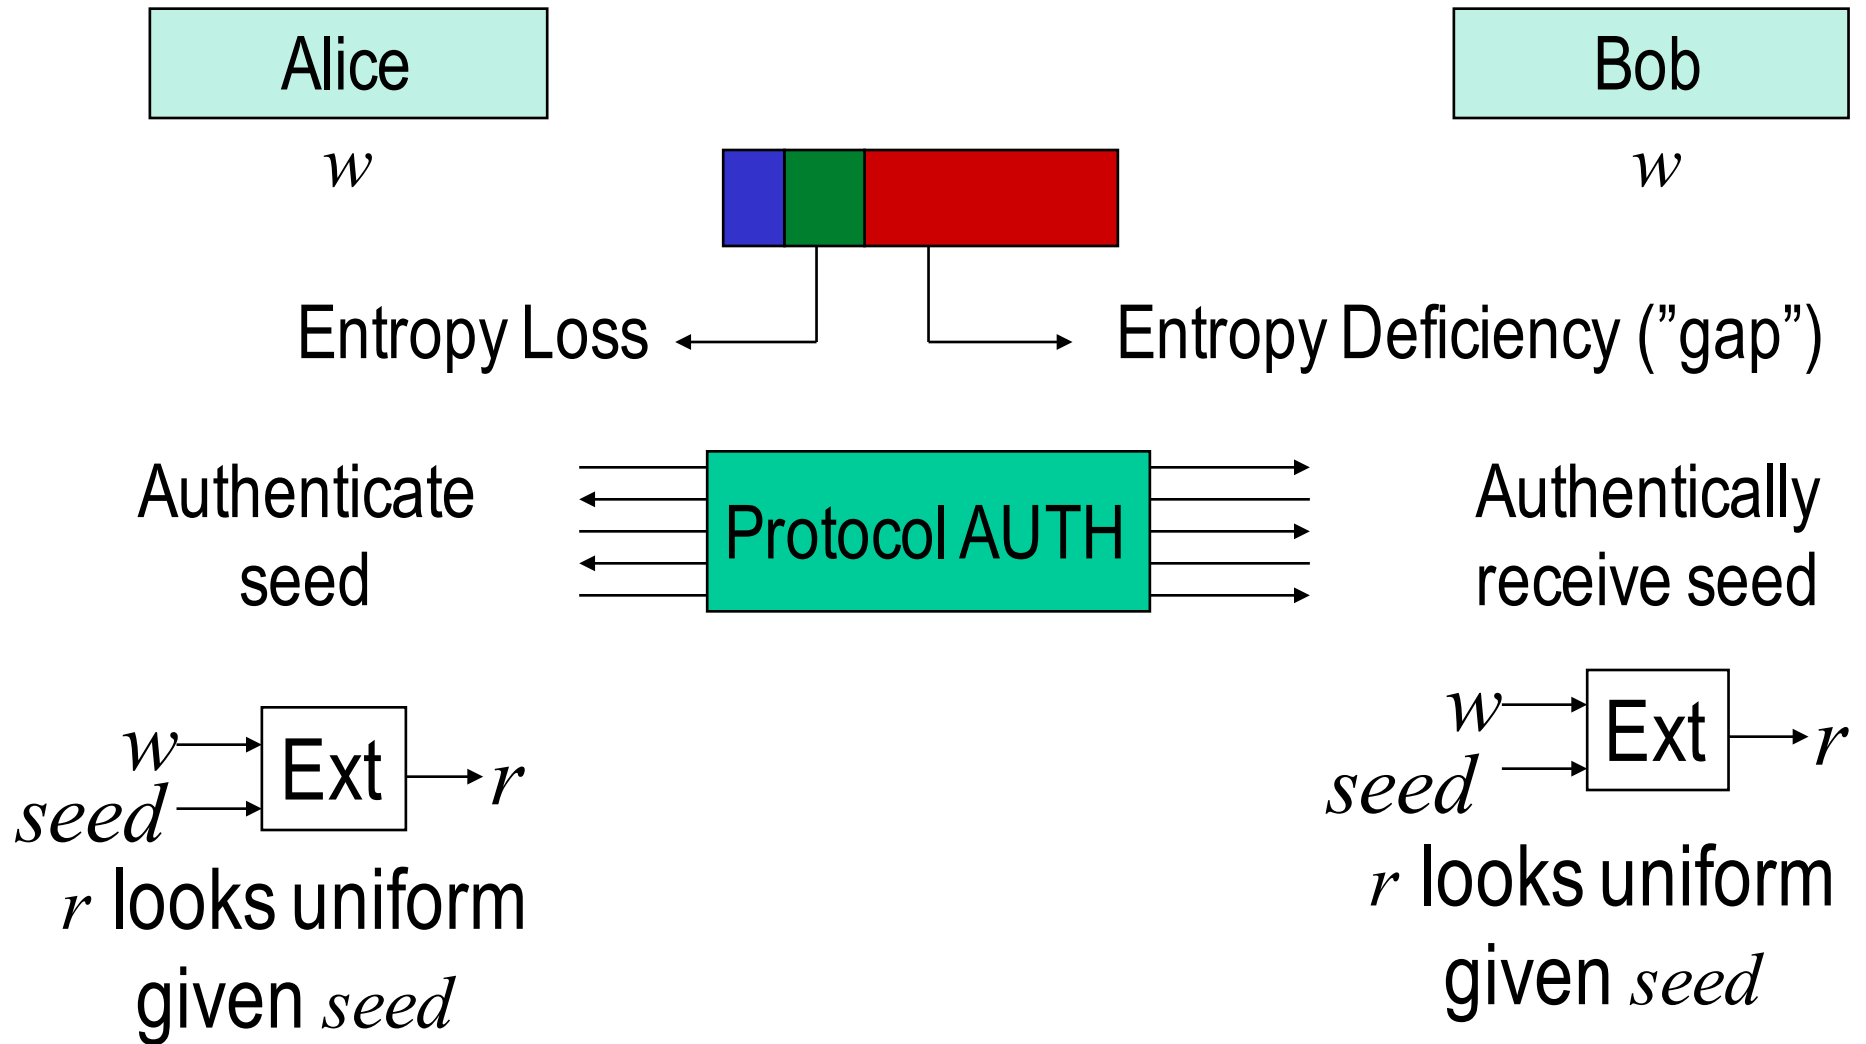 Alice
Bob
w
w
Entropy Loss
Entropy Deficiency (”gap”)
Authenticate
seed
Protocol AUTH
Authentically
receive seed
w
seed
Ext
r
r looks uniform
given seed
w
seed
Ext
r
r looks uniform
given seed